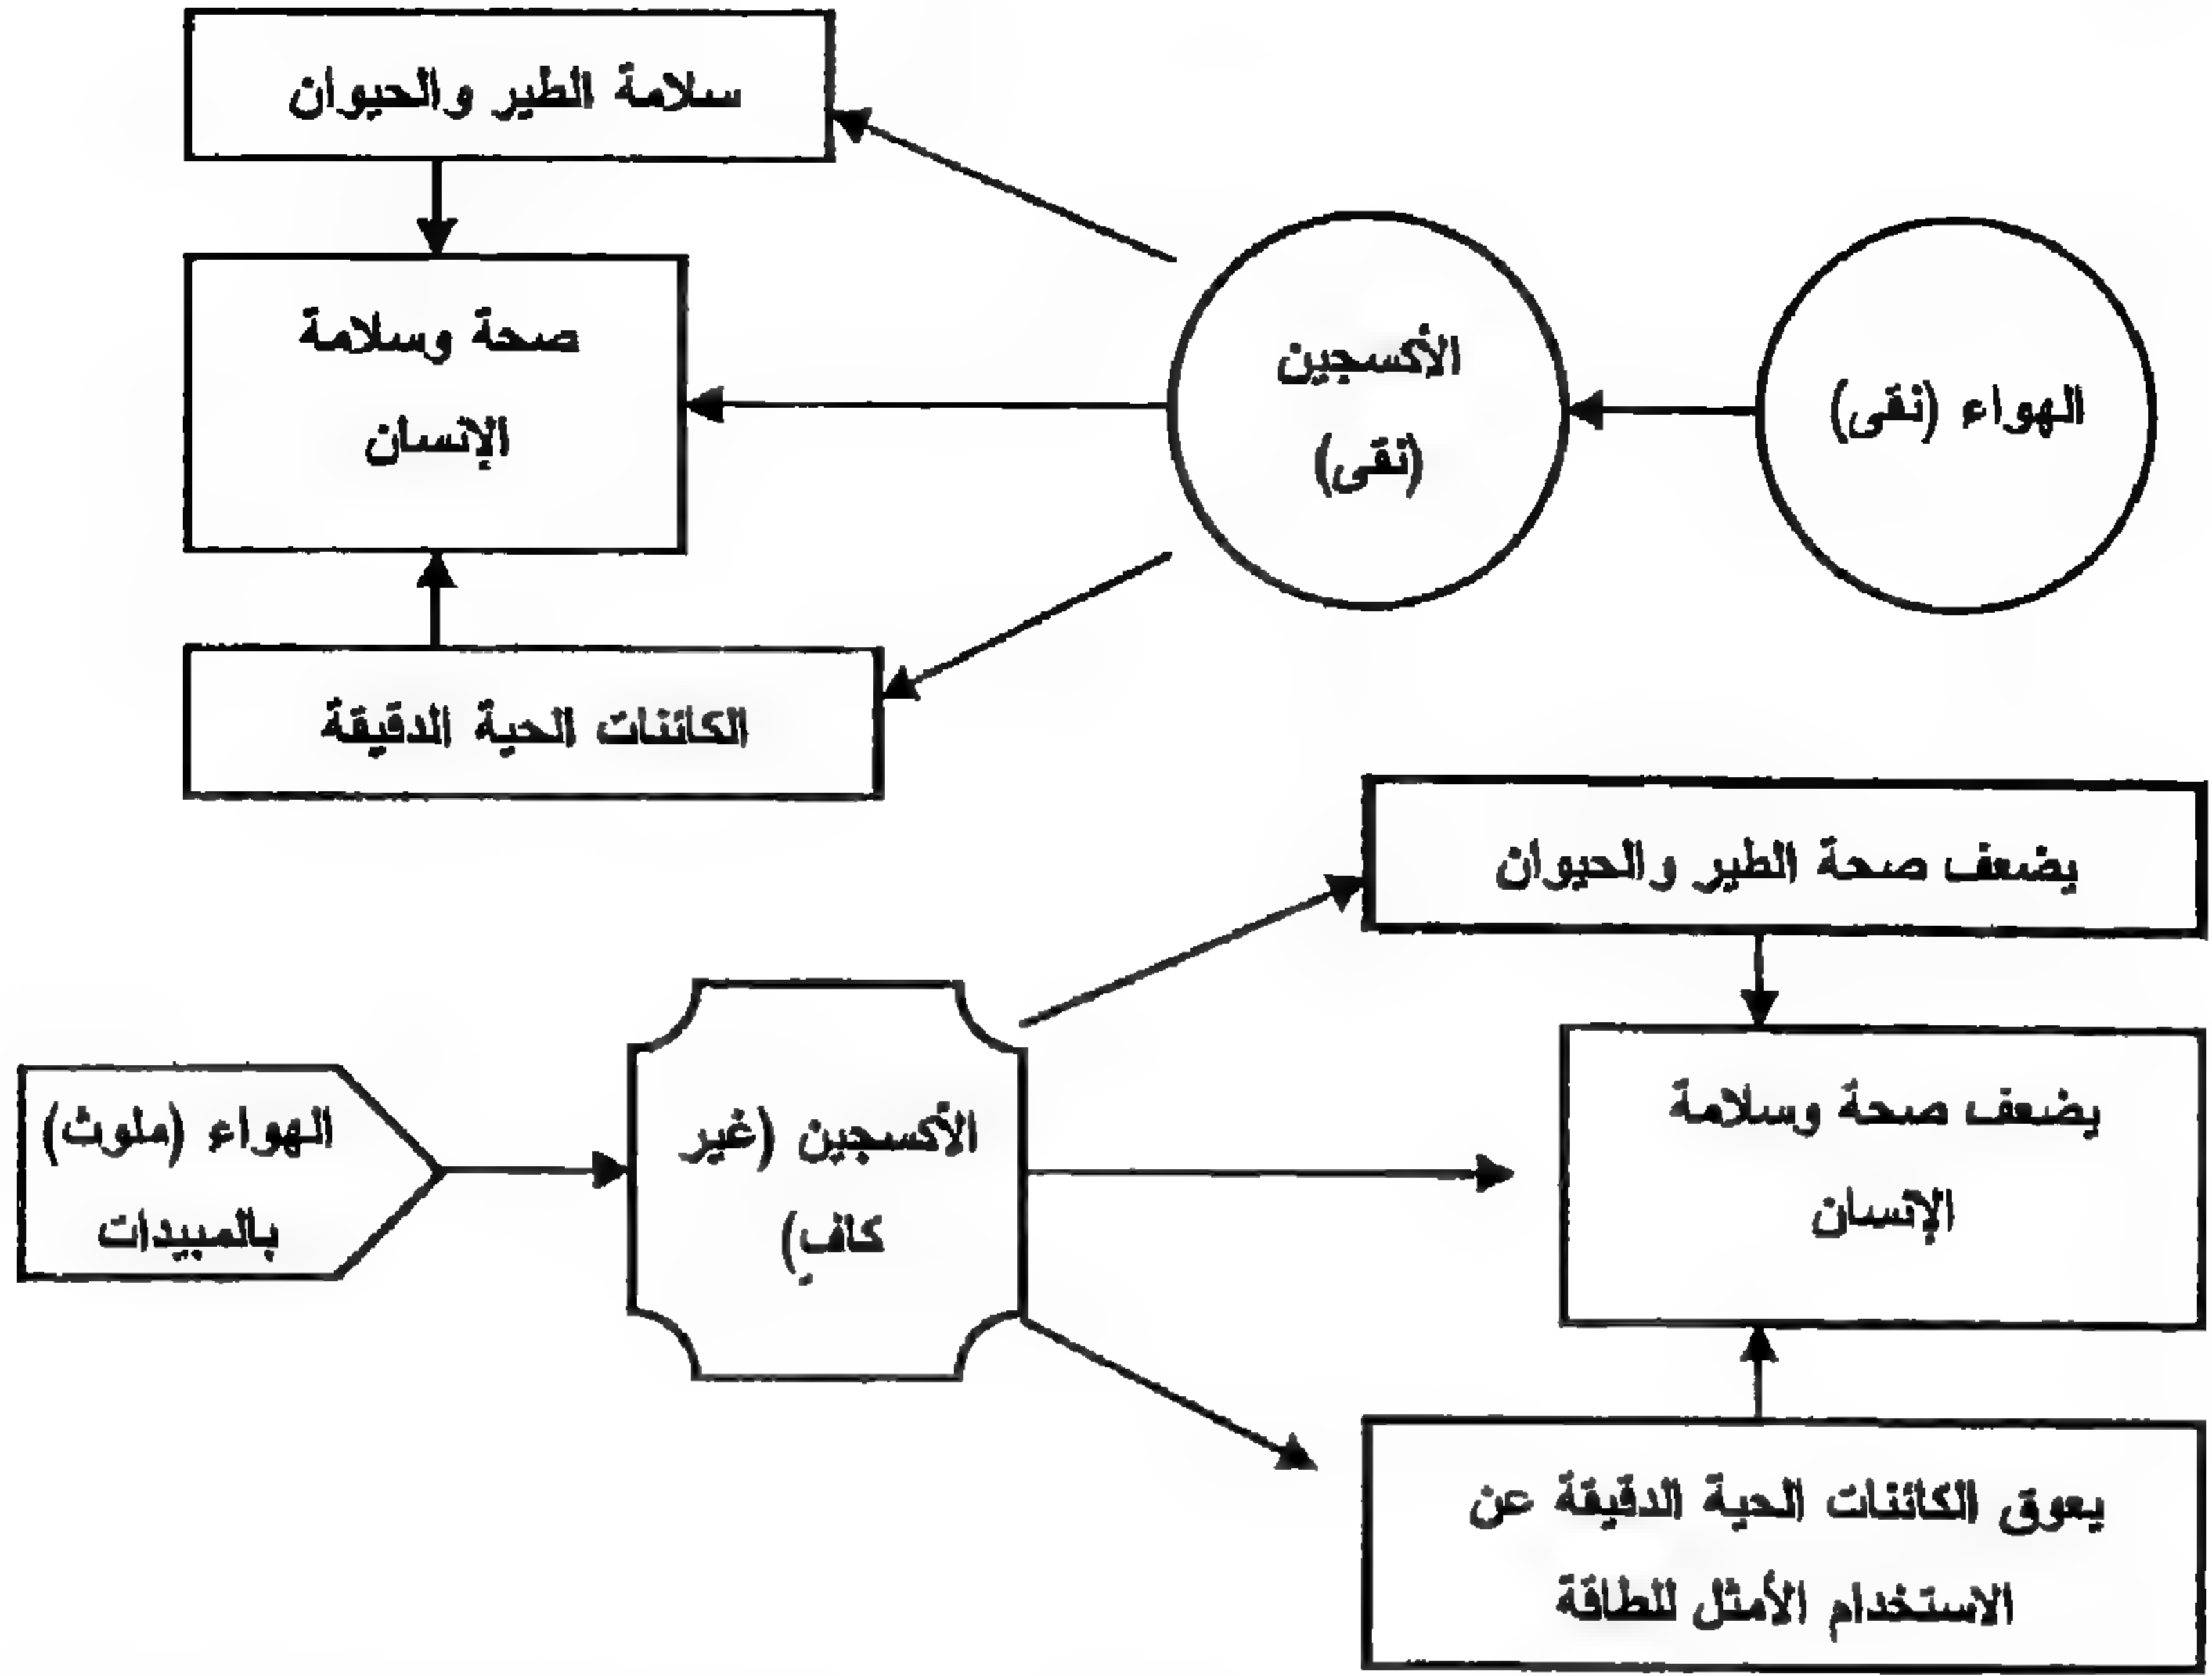 سلامة الطير والحيوان
الهواء (نقى)
الأكسجين
(نقى)
صحة وسلامة
الإنسان
الكائنات الحية الدقيقة
يضعف صحة الطير والحيوان
الهواء (ملوث)
بالمبيدات
الأكسجين (غير
كافٍ)
يضعف صحة وسلامة
الإنسان
يعوق الكائنات الحية الدقيقة عن
الاستخدام الأمثل للطاقة